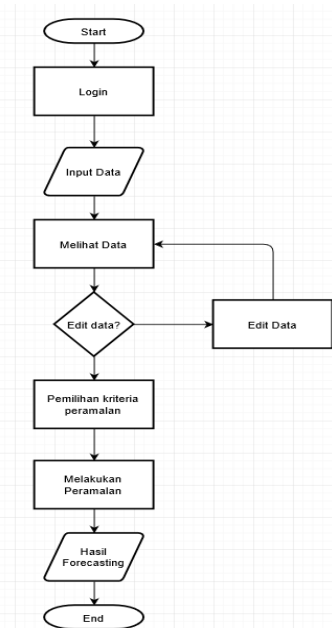 Start
Login
Input Data
Melihat Data
Edit data?
Edit Data
Pemilihan kriteria
peramalan
Melakukan
Peramalan
Hasil
Forecasting
End